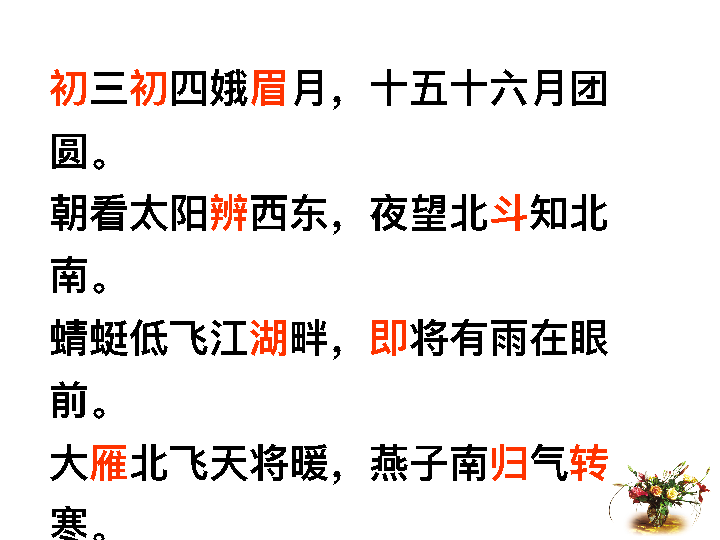 初三初四娥眉月，十五十六月团
圆。
朝看太阳辨西东，夜望北斗知北
南。
蜻蜓低飞江湖畔，即将有雨在眼
前。
大雁北飞天将暖，燕子南归气转
寒。